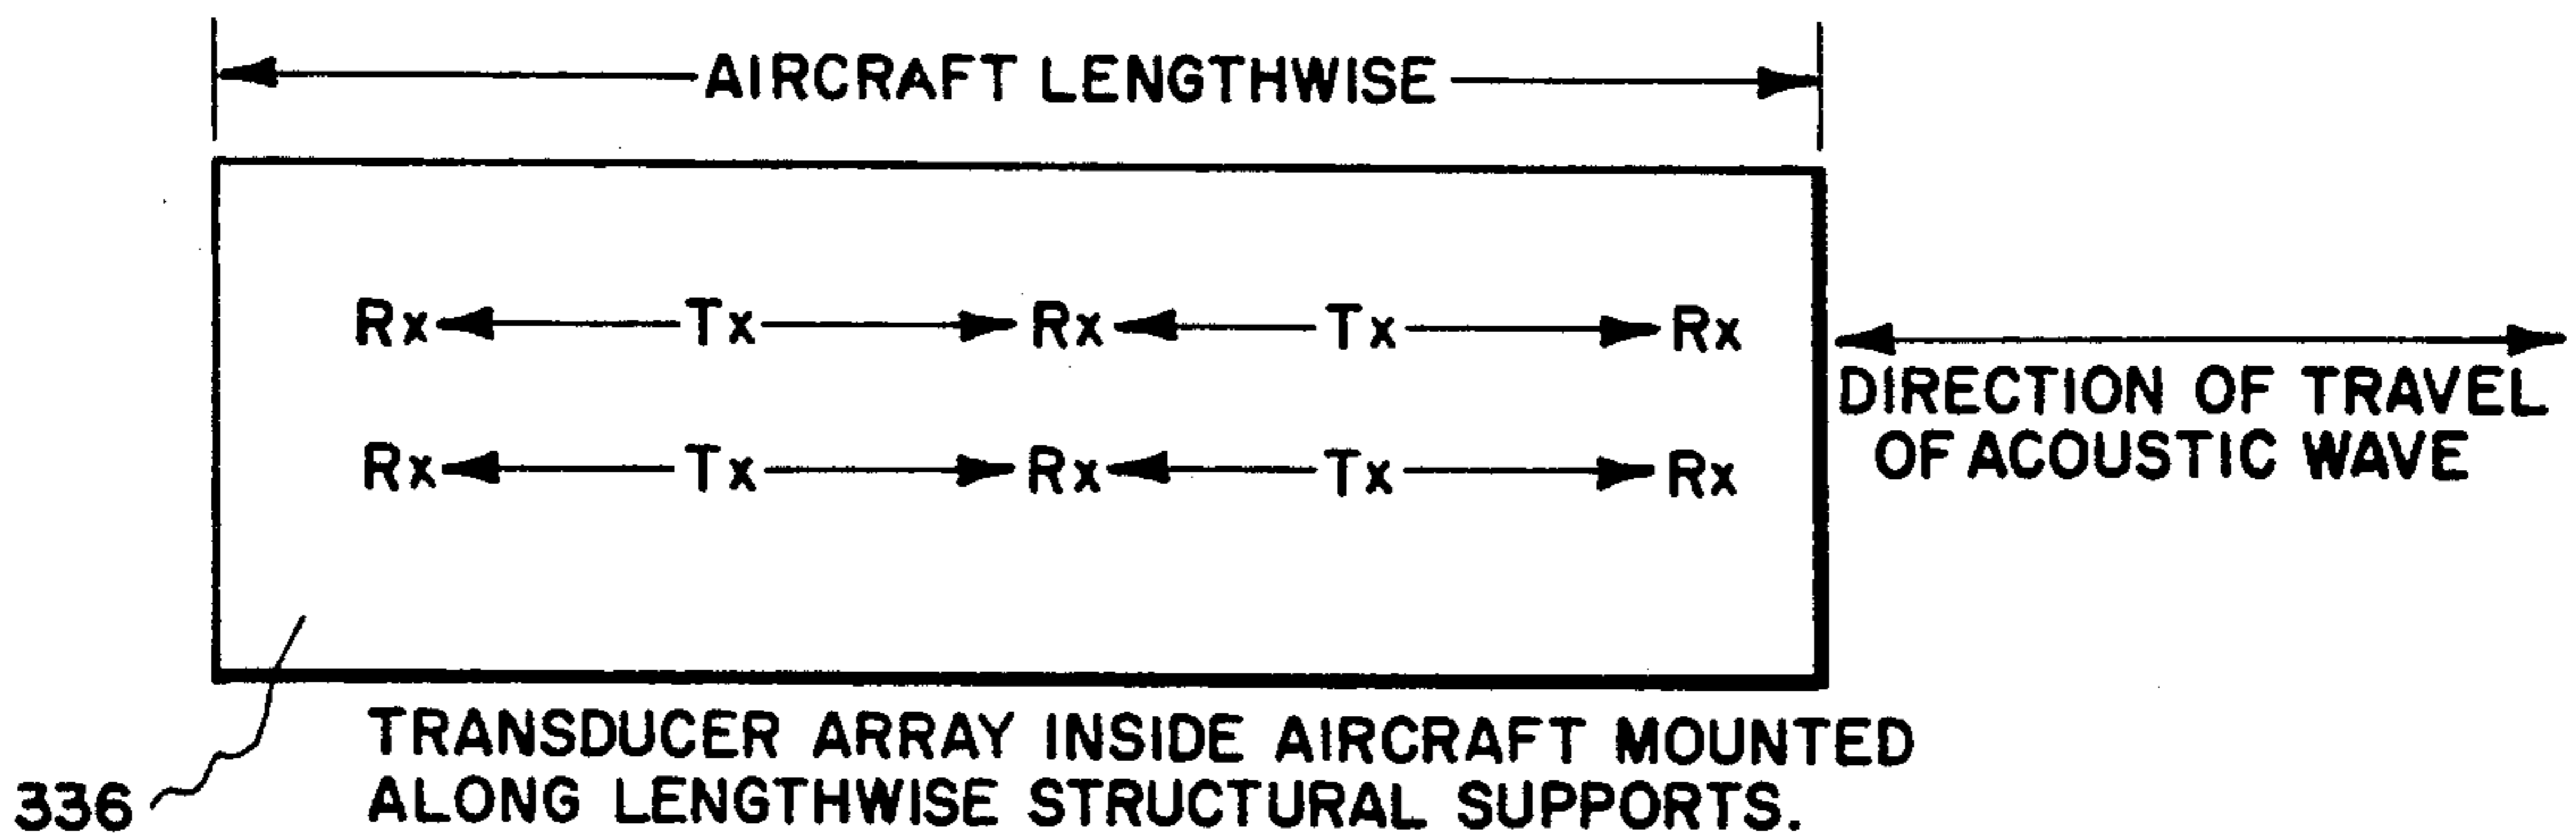 AIRCRAFT LENGTHWISE
Rx Tx Rx Tx Rx
DIRECTION OF TRAVEL
OF ACOUSTIC WAVE
Rx Tx Rx Tx Rx
TRANSDUCER ARRAY INSIDE AIRCRAFT MOUNTED
ALONG LENGTHWISE STRUCTURAL SUPPORTS.
336